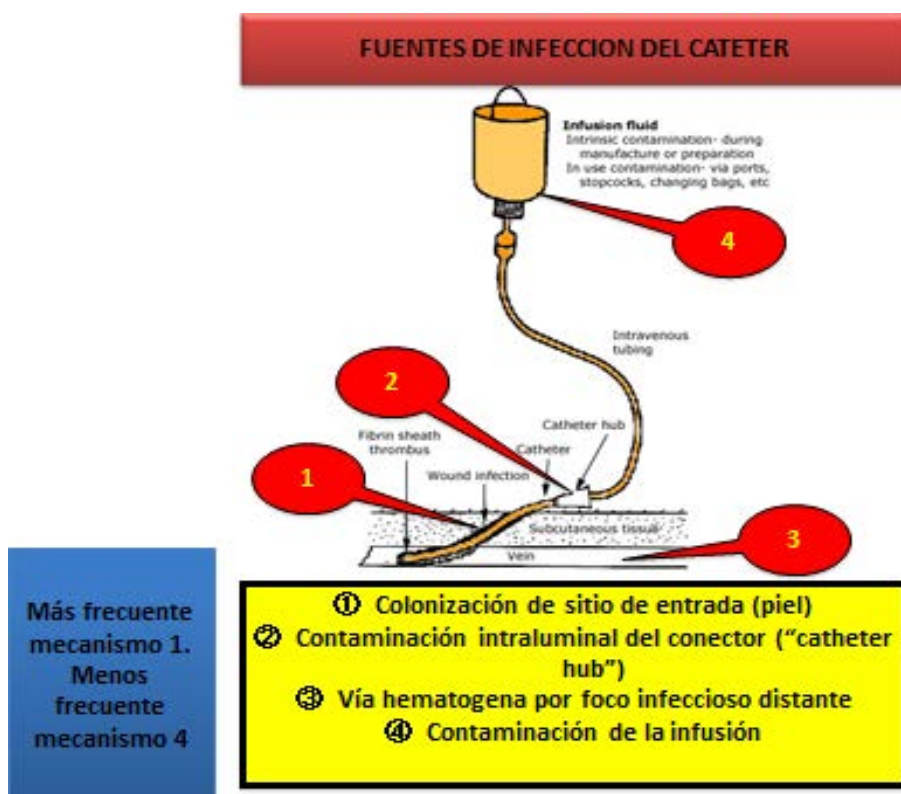 FUENTES DE INFECCION DEL CATETER
Infusion fluid
Intrinsic contamination- during
manufacture or preparation
In use contamination- via ports,
stopcocks, changing bags, etc
4
Intravenous
tubing
2
Catheter hub
Fibrin sheath
thrombus
Catheter
1
Wound infection
Subcutaneous tissue
3
Vein
Más frecuente
mecanismo 1.
Menos
frecuente
mecanismo 4
① Colonización de sitio de entrada (piel)
② Contaminación intraluminal del conector (“catheter
hub”)
③ Vía hematogena por foco infeccioso distante
④ Contaminación de la infusión